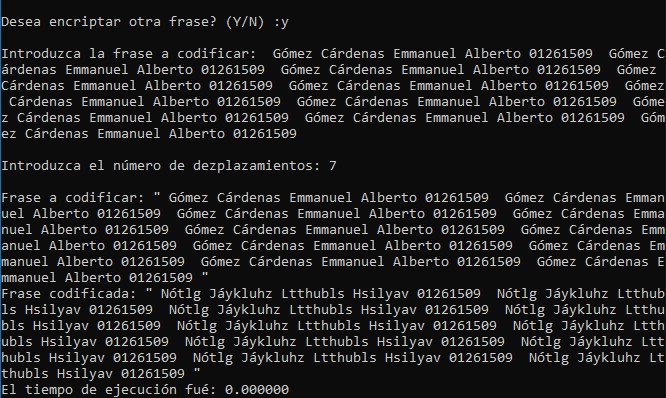 Desea encriptar otra frase? (Y/N) :y
Introduzca la frase a codificar:  Gómez Cárdenas Emmanuel Alberto 01261509  Gómez C
árdenas Emmanuel Alberto 01261509  Gómez Cárdenas Emmanuel Alberto 01261509  Gómez
Cárdenas Emmanuel Alberto 01261509  Gómez Cárdenas Emmanuel Alberto 01261509  Gómez
 Cárdenas Emmanuel Alberto 01261509  Gómez Cárdenas Emmanuel Alberto 01261509  Góme
z Cárdenas Emmanuel Alberto 01261509  Gómez Cárdenas Emmanuel Alberto 01261509  Góm
ez Cárdenas Emmanuel Alberto 01261509
Introduzca el número de dezplazamientos: 7
Frase a codificar: " Gómez Cárdenas Emmanuel Alberto 01261509  Gómez Cárdenas Emman
uel Alberto 01261509  Gómez Cárdenas Emmanuel Alberto 01261509  Gómez Cárdenas Emma
nuel Alberto 01261509  Gómez Cárdenas Emmanuel Alberto 01261509  Gómez Cárdenas Emm
anuel Alberto 01261509  Gómez Cárdenas Emmanuel Alberto 01261509  Gómez Cárdenas Em
manuel Alberto 01261509  Gómez Cárdenas Emmanuel Alberto 01261509  Gómez Cárdenas E
mmanuel Alberto 01261509 "
Frase codificada: " Nótlg Jáykluhz Ltthubls Hsilyav 01261509  Nótlg Jáykluhz Ltthub
ls Hsilyav 01261509  Nótlg Jáykluhz Ltthubls Hsilyav 01261509  Nótlg Jáykluhz Ltthu
bls Hsilyav 01261509  Nótlg Jáykluhz Ltthubls Hsilyav 01261509  Nótlg Jáykluhz Ltth
ubls Hsilyav 01261509  Nótlg Jáykluhz Ltthubls Hsilyav 01261509  Nótlg Jáykluhz Ltt
hubls Hsilyav 01261509  Nótlg Jáykluhz Ltthubls Hsilyav 01261509  Nótlg Jáykluhz Lt
thubls Hsilyav 01261509 "
El tiempo de ejecución fué: 0.000000